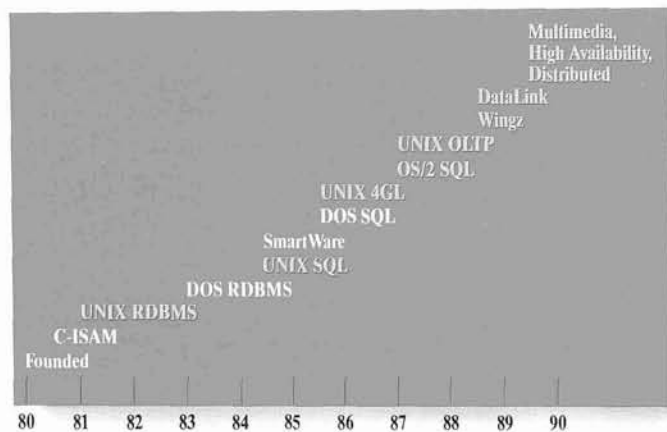 Multimedia,
High Availability,
Distributed
DataLink
Wingz
UNIX OLTP
OS/2 SQL
UNIX 4GL
DOS SQL
SmartWare
UNIX SQL
DOS RDBMS
UNIX RDBMS
C-ISAM
Founded
80 81 82 83 84 85 86 87 88 89 90